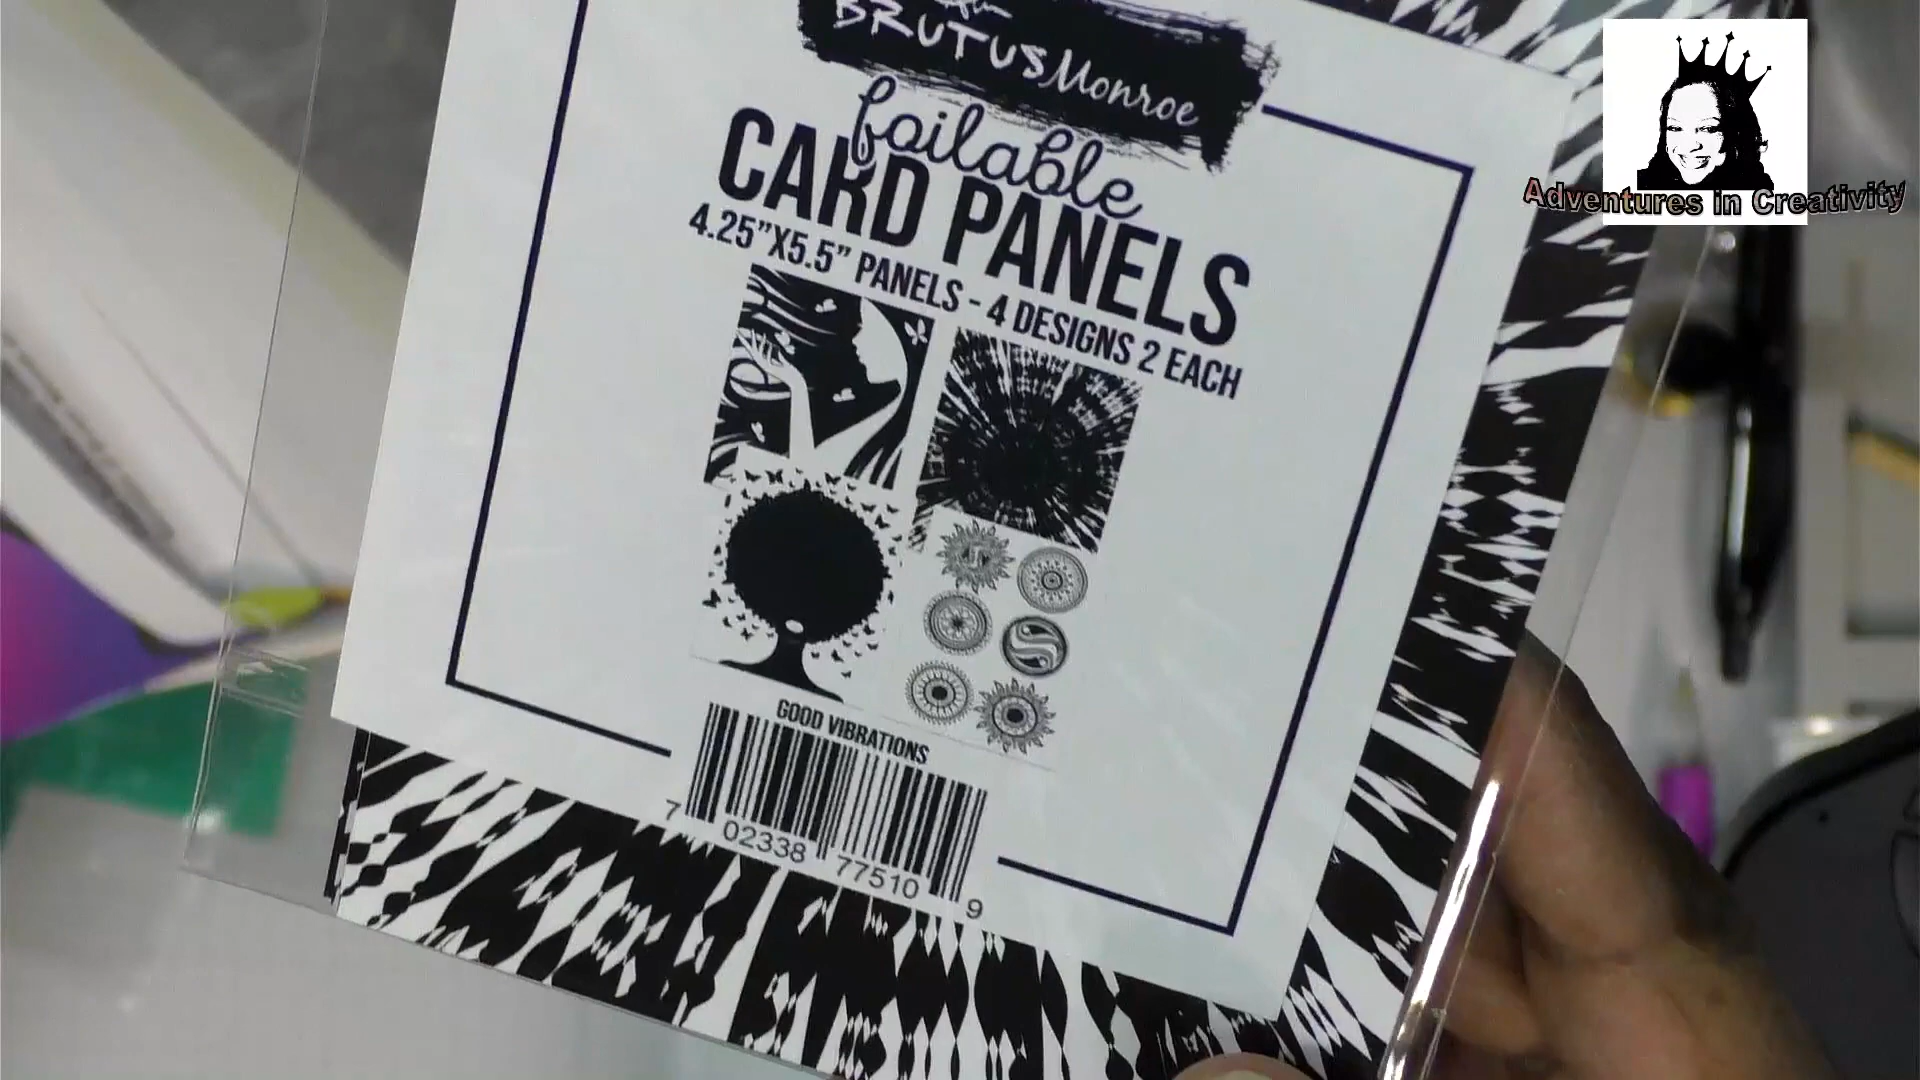 BRUTUS Monroe
foilable
CARD PANELS
4.25”X5.5” PANELS - 4 DESIGNS 2 EACH
GOOD VIBRATIONS
7 02338 77510 9
Adventures in Creativity